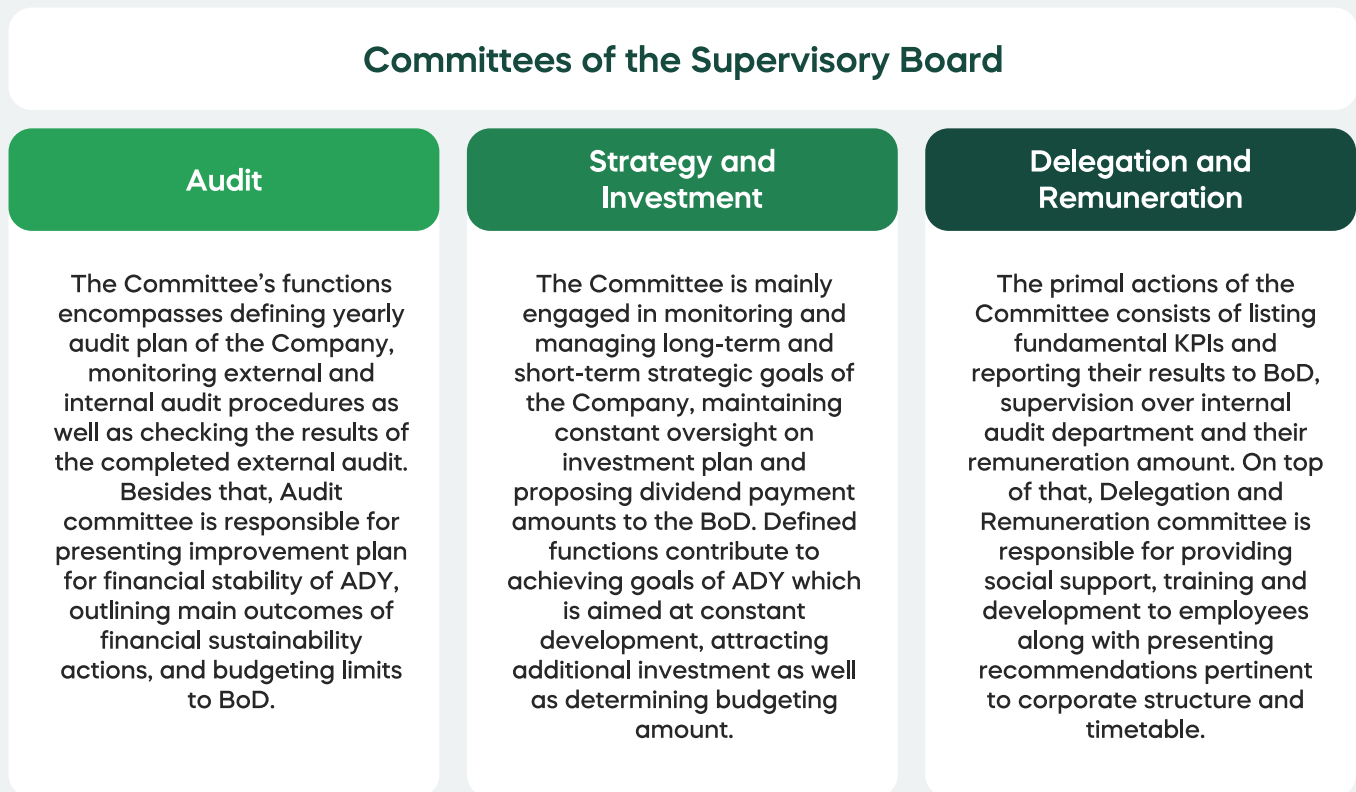 Committees of the Supervisory Board
Audit
The Committee's functions
encompasses defining yearly
audit plan of the Company,
monitoring external and
internal audit procedures as
well as checking the results of
the completed external audit.
Besides that, Audit
committee is responsible for
presenting improvement plan
for financial stability of ADY,
outlining main outcomes of
financial sustainability
actions, and budgeting limits
to BoD.
Strategy and
Investment
The Committee is mainly
engaged in monitoring and
managing long-term and
short-term strategic goals of
the Company, maintaining
constant oversight on
investment plan and
proposing dividend payment
amounts to the BoD. Defined
functions contribute to
achieving goals of ADY which
is aimed at constant
development, attracting
additional investment as well
as determining budgeting
amount.
Delegation and
Remuneration
The primal actions of the
Committee consists of listing
fundamental KPIs and
reporting their results to BoD,
supervision over internal
audit department and their
remuneration amount. On top
of that, Delegation and
Remuneration committee is
responsible for providing
social support, training and
development to employees
along with presenting
recommendations pertinent
to corporate structure and
timetable.